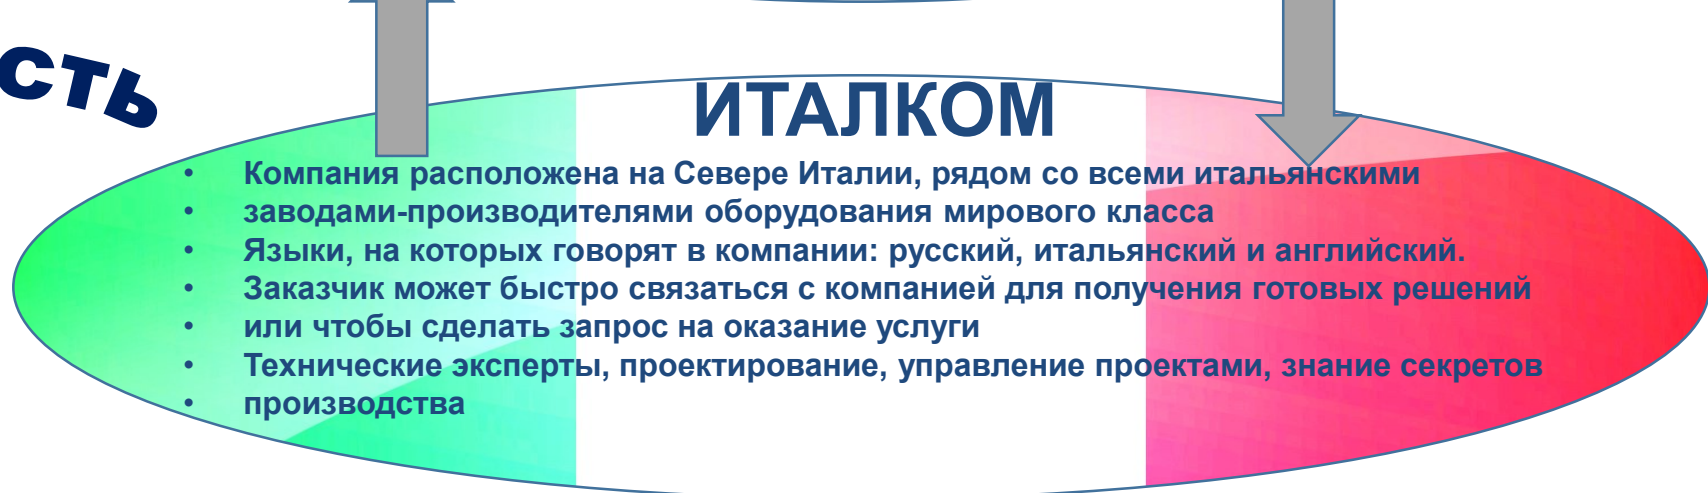 сть
ИТАЛКОМ
• Компания расположена на Севере Италии, рядом со всеми итальянскими
• заводами-производителями оборудования мирового класса
• Языки, на которых говорят в компании: русский, итальянский и английский.
• Заказчик может быстро связаться с компанией для получения готовых решений
• или чтобы сделать запрос на оказание услуги
• Технические эксперты, проектирование, управление проектами, знание секретов
• производства